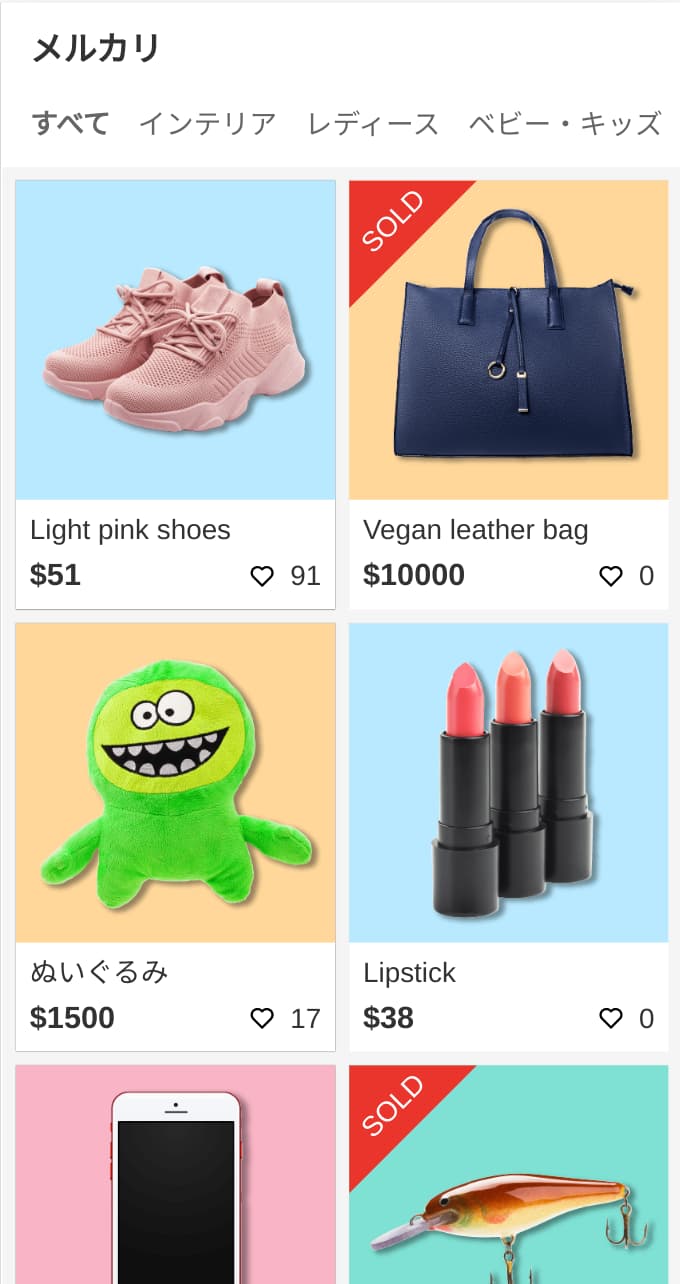 メルカリ
すべて インテリア レディース ベビー・キッズ
SOLD
Light pink shoes
$51 91
Vegan leather bag
$10000 0
ぬいぐるみ
$1500 17
Lipstick
$38 0
SOLD